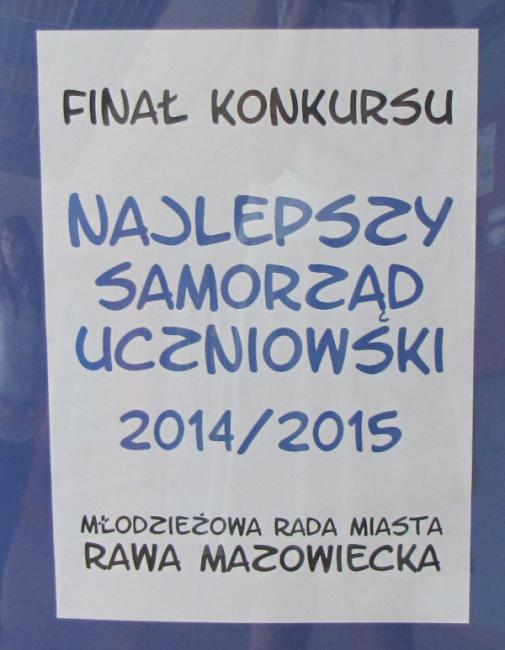 FINAŁ KONKURSU
NAJLEPSZY
SAMORZĄD
UCZNIOWSKI
2014/2015
MŁODZIEŻOWA RADA MIASTA
RAWA MAZOWIECKA